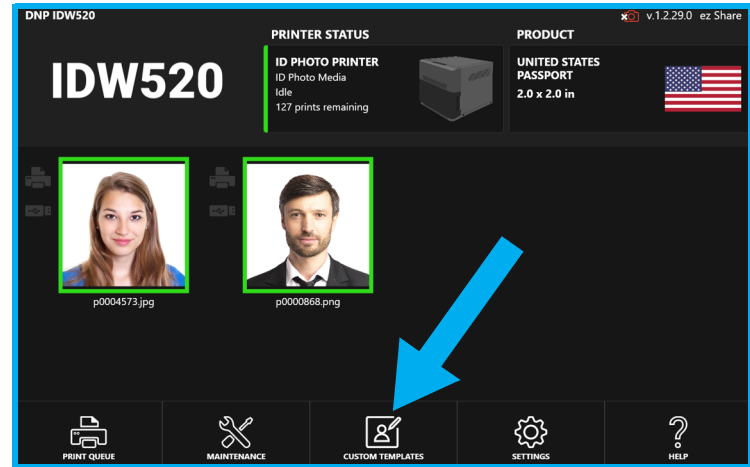 DNP IDW520
v.1.2.29.0 ez Share
IDW520
PRINTER STATUS
ID PHOTO PRINTER
ID Photo Media
Idle
127 prints remaining
PRODUCT
UNITED STATES
PASSPORT
2.0 x 2.0 in
p0004573.jpg
p0000868.png
PRINT QUEUE
MAINTENANCE
CUSTOM TEMPLATES
SETTINGS
HELP